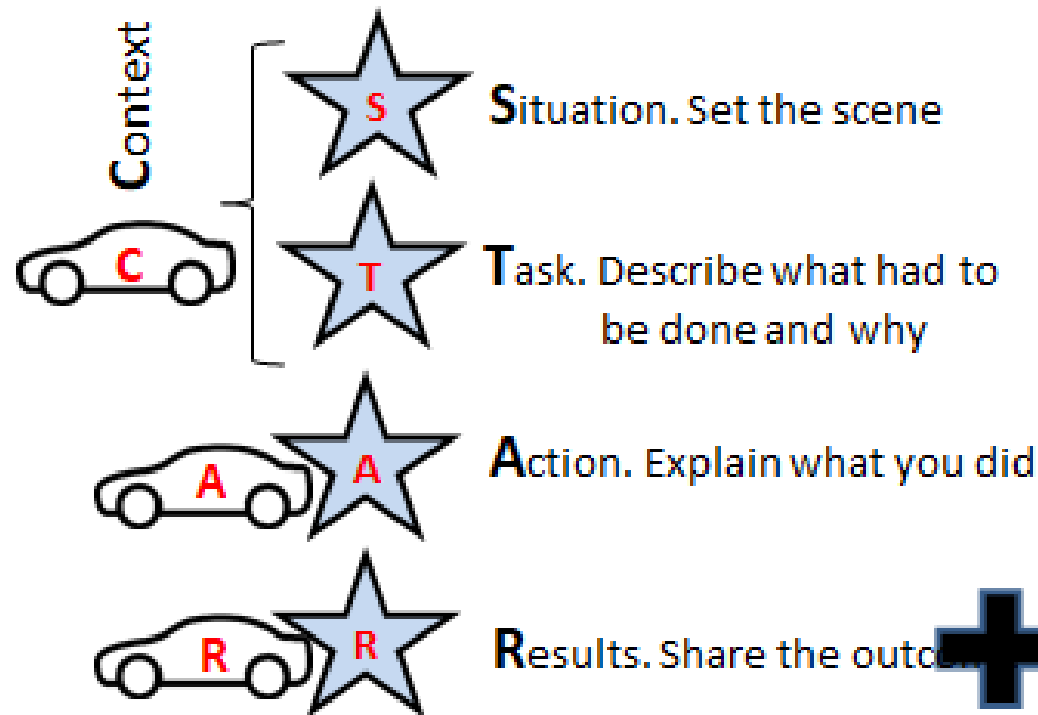 Context
S
Situation. Set the scene
C
T
Task. Describe what had to
be done and why
A
A
Action. Explain what you did
R
R
Results. Share the